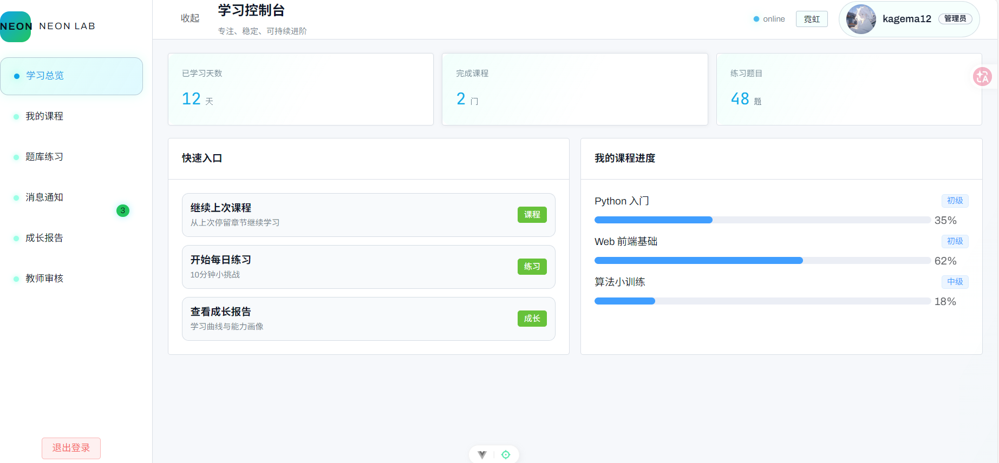 NEON NEON LAB
学习总览
我的课程
题库练习
消息通知
3
成长报告
教师审核
退出登录
收起
学习控制台
专注、稳定、可持续进阶
online
霓虹
kagema12
管理员
已学习天数
12 天
完成课程
2 门
练习题目
48 题
快速入口
继续上次课程
从上次停留章节继续学习
课程
开始每日练习
10分钟小挑战
练习
查看成长报告
学习曲线与能力画像
成长
我的课程进度
Python 入门
初级
35%
Web 前端基础
初级
62%
算法小训练
中级
18%